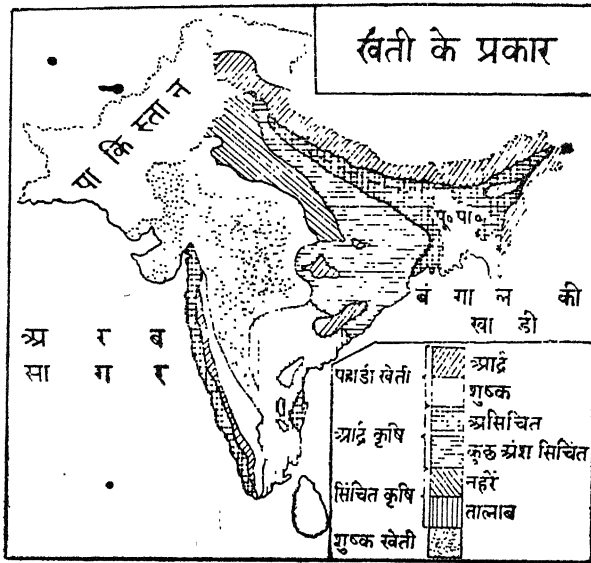 खेती के प्रकार
पाकिस्तान
पू० पा०
बंगाल की
खाडी
अरब
सागर
पहाडी खेती
आर्द्र
शुष्क
आर्द्र कृषि
असिंचित
कुछ अंश सिंचित
सिंचित कृषि
नहरें
तालाब
शुष्क खेती